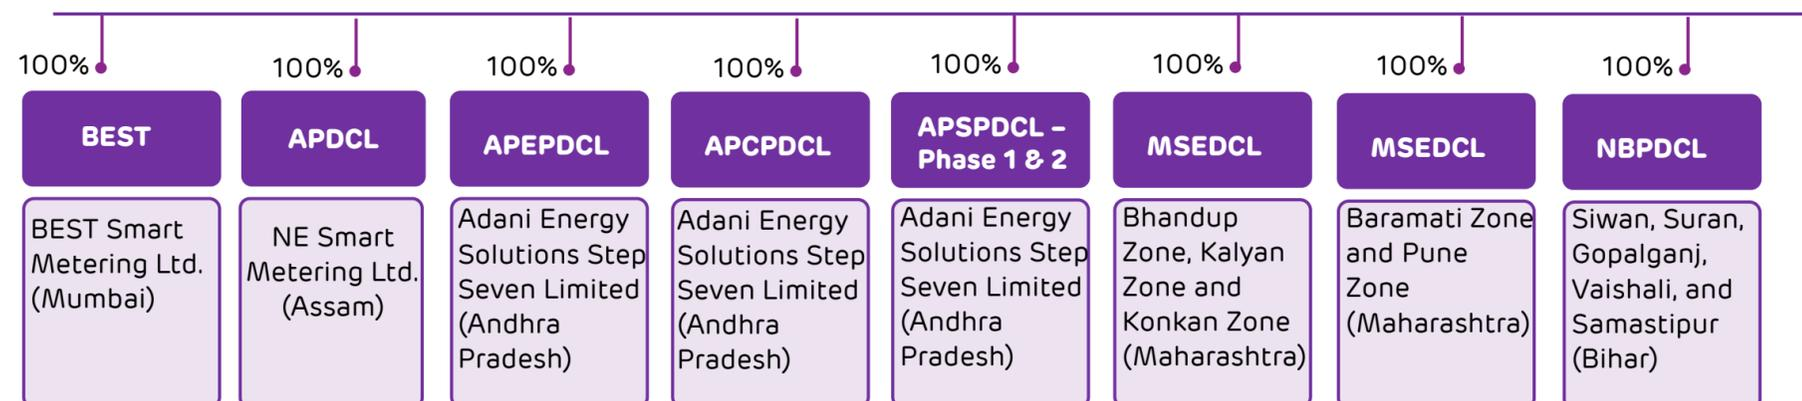 100%
100%
100%
100%
100%
100%
100%
100%
BEST
APDCL
APEPDCL
APCPDCL
APSPDCL –
Phase 1 & 2
MSEDCL
MSEDCL
NBPDCL
BEST Smart
Metering Ltd.
(Mumbai)
NE Smart
Metering Ltd.
(Assam)
Adani Energy
Solutions Step
Seven Limited
(Andhra
Pradesh)
Adani Energy
Solutions Step
Seven Limited
(Andhra
Pradesh)
Adani Energy
Solutions Step
Seven Limited
(Andhra
Pradesh)
Bhandup
Zone, Kalyan
Zone and
Konkan Zone
(Maharashtra)
Baramati Zone
and Pune
Zone
(Maharashtra)
Siwan, Suran,
Gopalganj,
Vaishali, and
Samastipur
(Bihar)